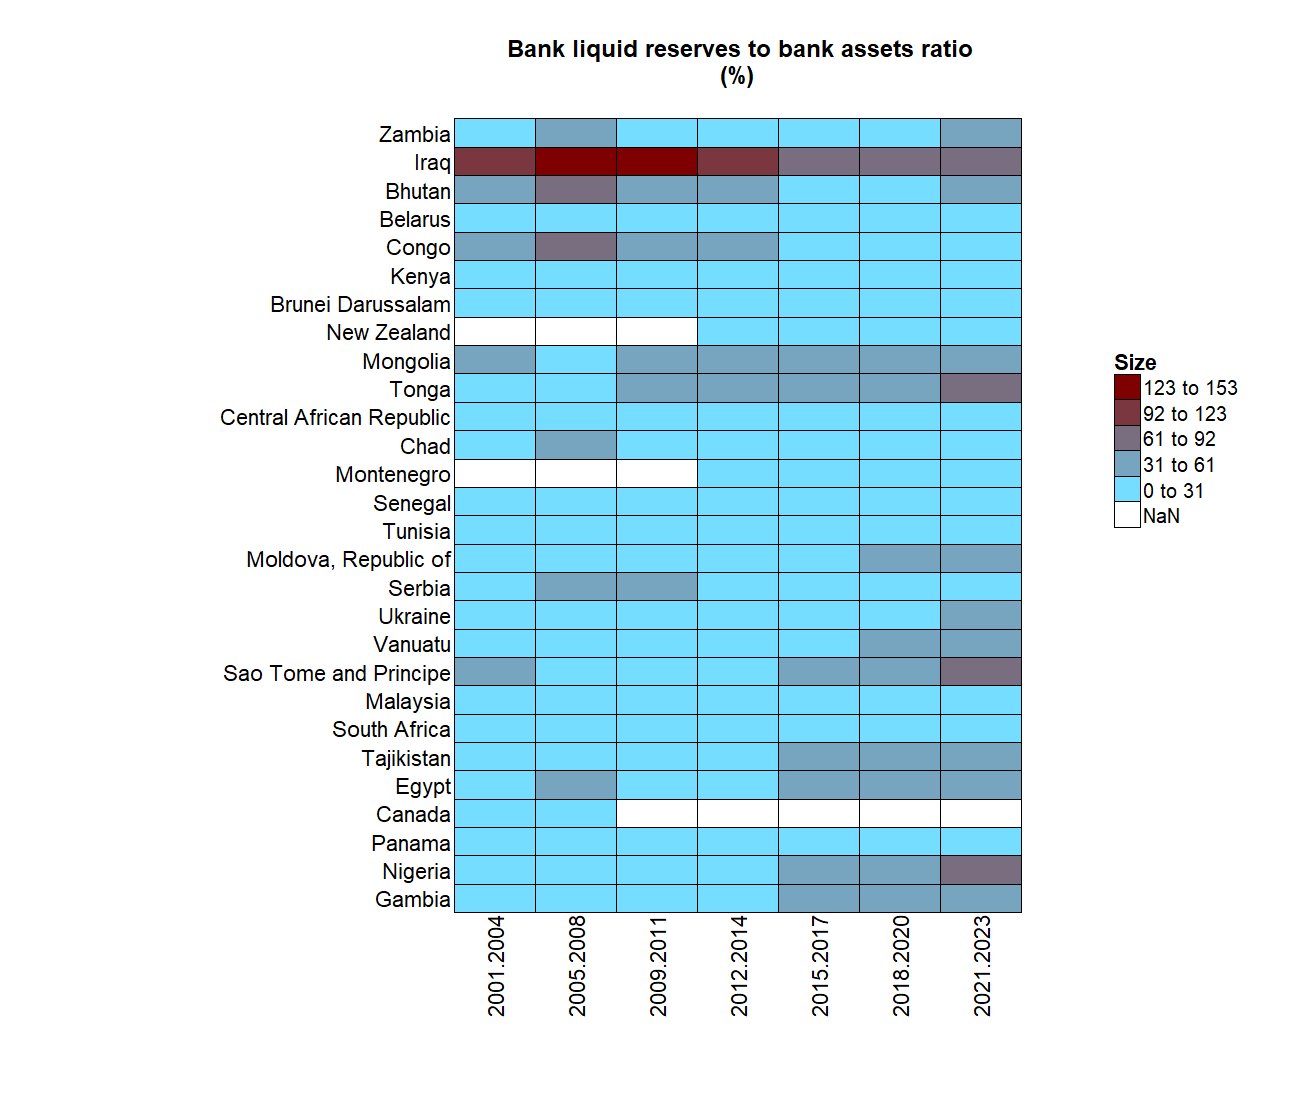 Bank liquid reserves to bank assets ratio
(%)
Zambia
Iraq
Bhutan
Belarus
Congo
Kenya
Brunei Darussalam
New Zealand
Mongolia
Tonga
Central African Republic
Chad
Montenegro
Senegal
Tunisia
Moldova, Republic of
Serbia
Ukraine
Vanuatu
Sao Tome and Principe
Malaysia
South Africa
Tajikistan
Egypt
Canada
Panama
Nigeria
Gambia
2001.2004
2005.2008
2009.2011
2012.2014
2015.2017
2018.2020
2021.2023
Size
123 to 153
92 to 123
61 to 92
31 to 61
0 to 31
NaN